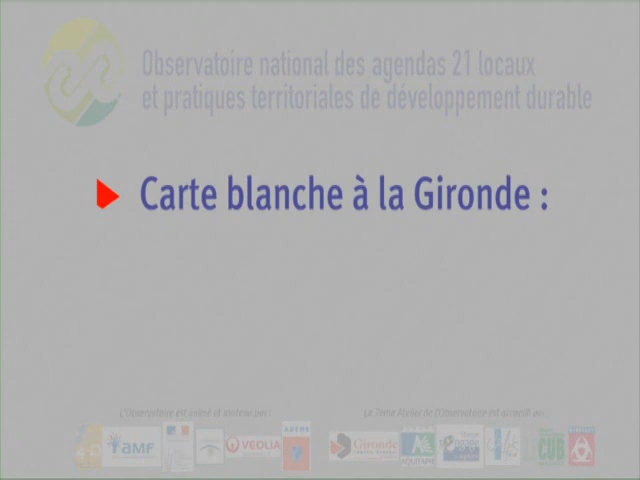 Observatoire national des agendas 21 locaux
et pratiques territoriales de développement durable
Carte blanche à la Gironde :
L'Observatoire est animé et soutenu par :
Le 7ème Atelier de l'Observatoire est accueilli par :
AMF
VEOLIA
ADEME
Gironde
AQUITAINE
CUB